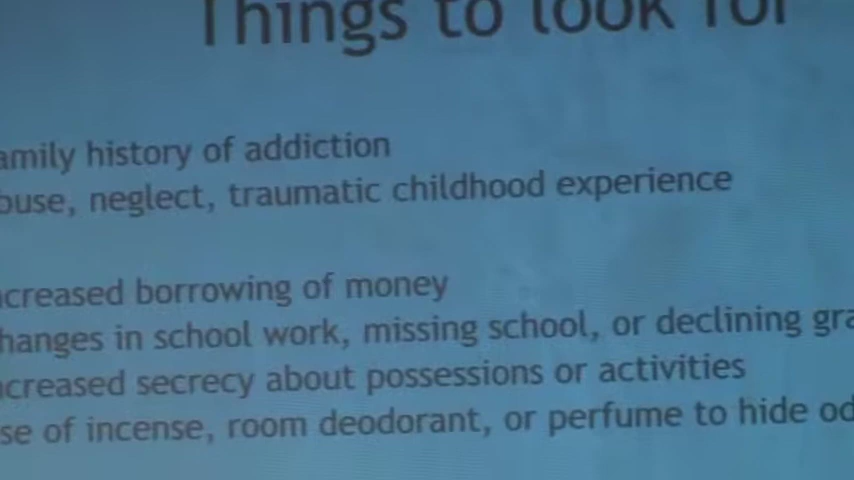 Things to look for
amily history of addiction
buse, neglect, traumatic childhood experience
ncreased borrowing of money
hanges in school work, missing school, or declining gra
ncreased secrecy about possessions or activities
se of incense, room deodorant, or perfume to hide od